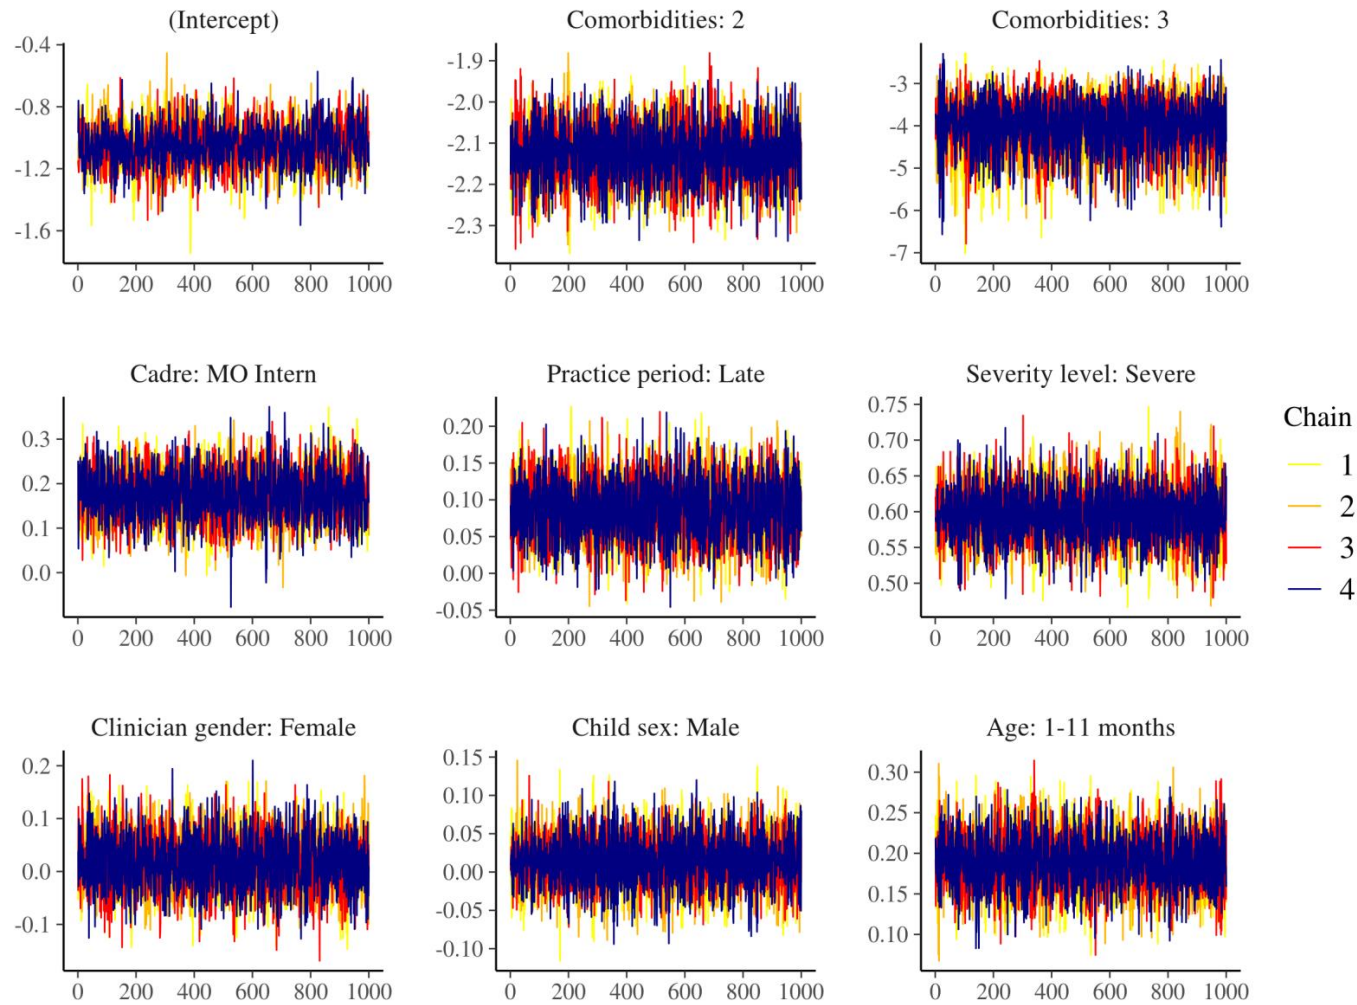 (Intercept)
Comorbidities: 2
Comorbidities: 3
-0.4
-0.8
-1.2
-1.6
0 200 400 600 800 1000
-1.9
-2.0
-2.1
-2.2
-2.3
0 200 400 600 800 1000
-3
-4
-5
-6
-7
0 200 400 600 800 1000
Cadre: MO Intern
Practice period: Late
Severity level: Severe
0.3
0.2
0.1
0.0
0 200 400 600 800 1000
0.20
0.15
0.10
0.05
0.00
-0.05
0 200 400 600 800 1000
0.75
0.70
0.65
0.60
0.55
0.50
0 200 400 600 800 1000
Chain
1
2
3
4
Clinician gender: Female
Child sex: Male
Age: 1-11 months
0.2
0.1
0.0
-0.1
0 200 400 600 800 1000
0.15
0.10
0.05
0.00
-0.05
-0.10
0 200 400 600 800 1000
0.30
0.25
0.20
0.15
0.10
0 200 400 600 800 1000